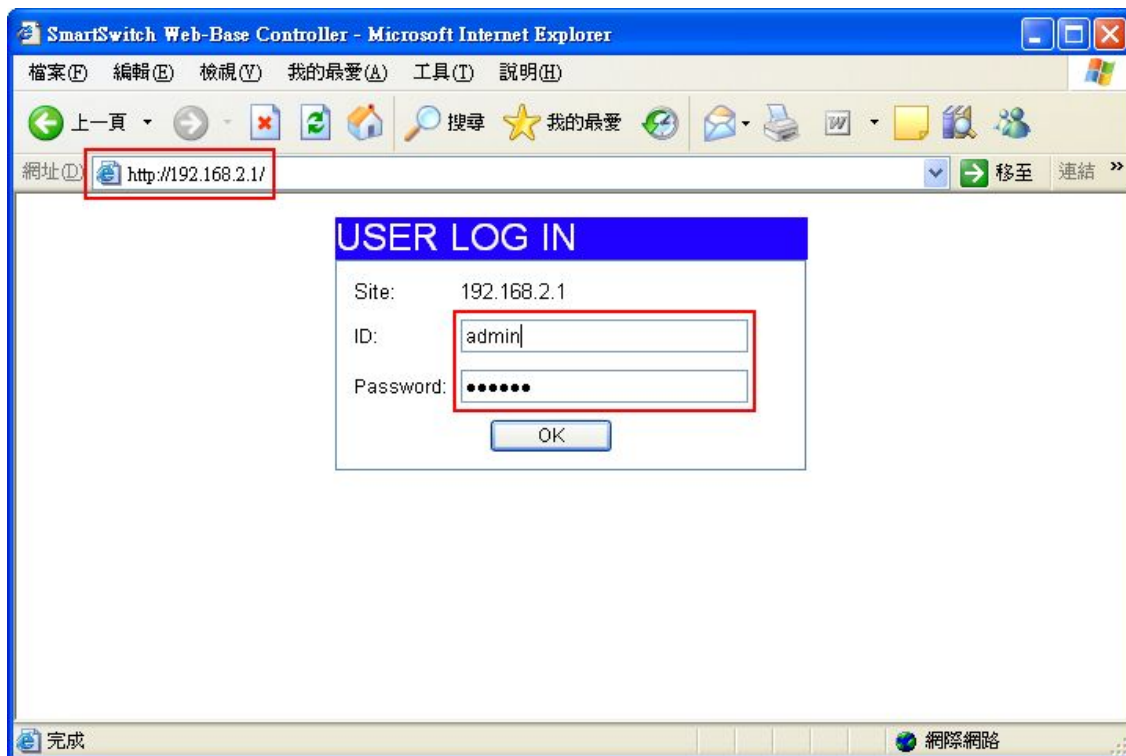 SmartSwitch Web-Base Controller - Microsoft Internet Explorer
檔案(F) 編輯(E) 檢視(V) 我的最愛(A) 工具(T) 說明(H)
上一頁 搜尋 我的最愛 W
網址(D) http://192.168.2.1/ 移至 連結 »
USER LOG IN
Site: 192.168.2.1
ID: admin
Password: ••••••
OK
完成 網際網路